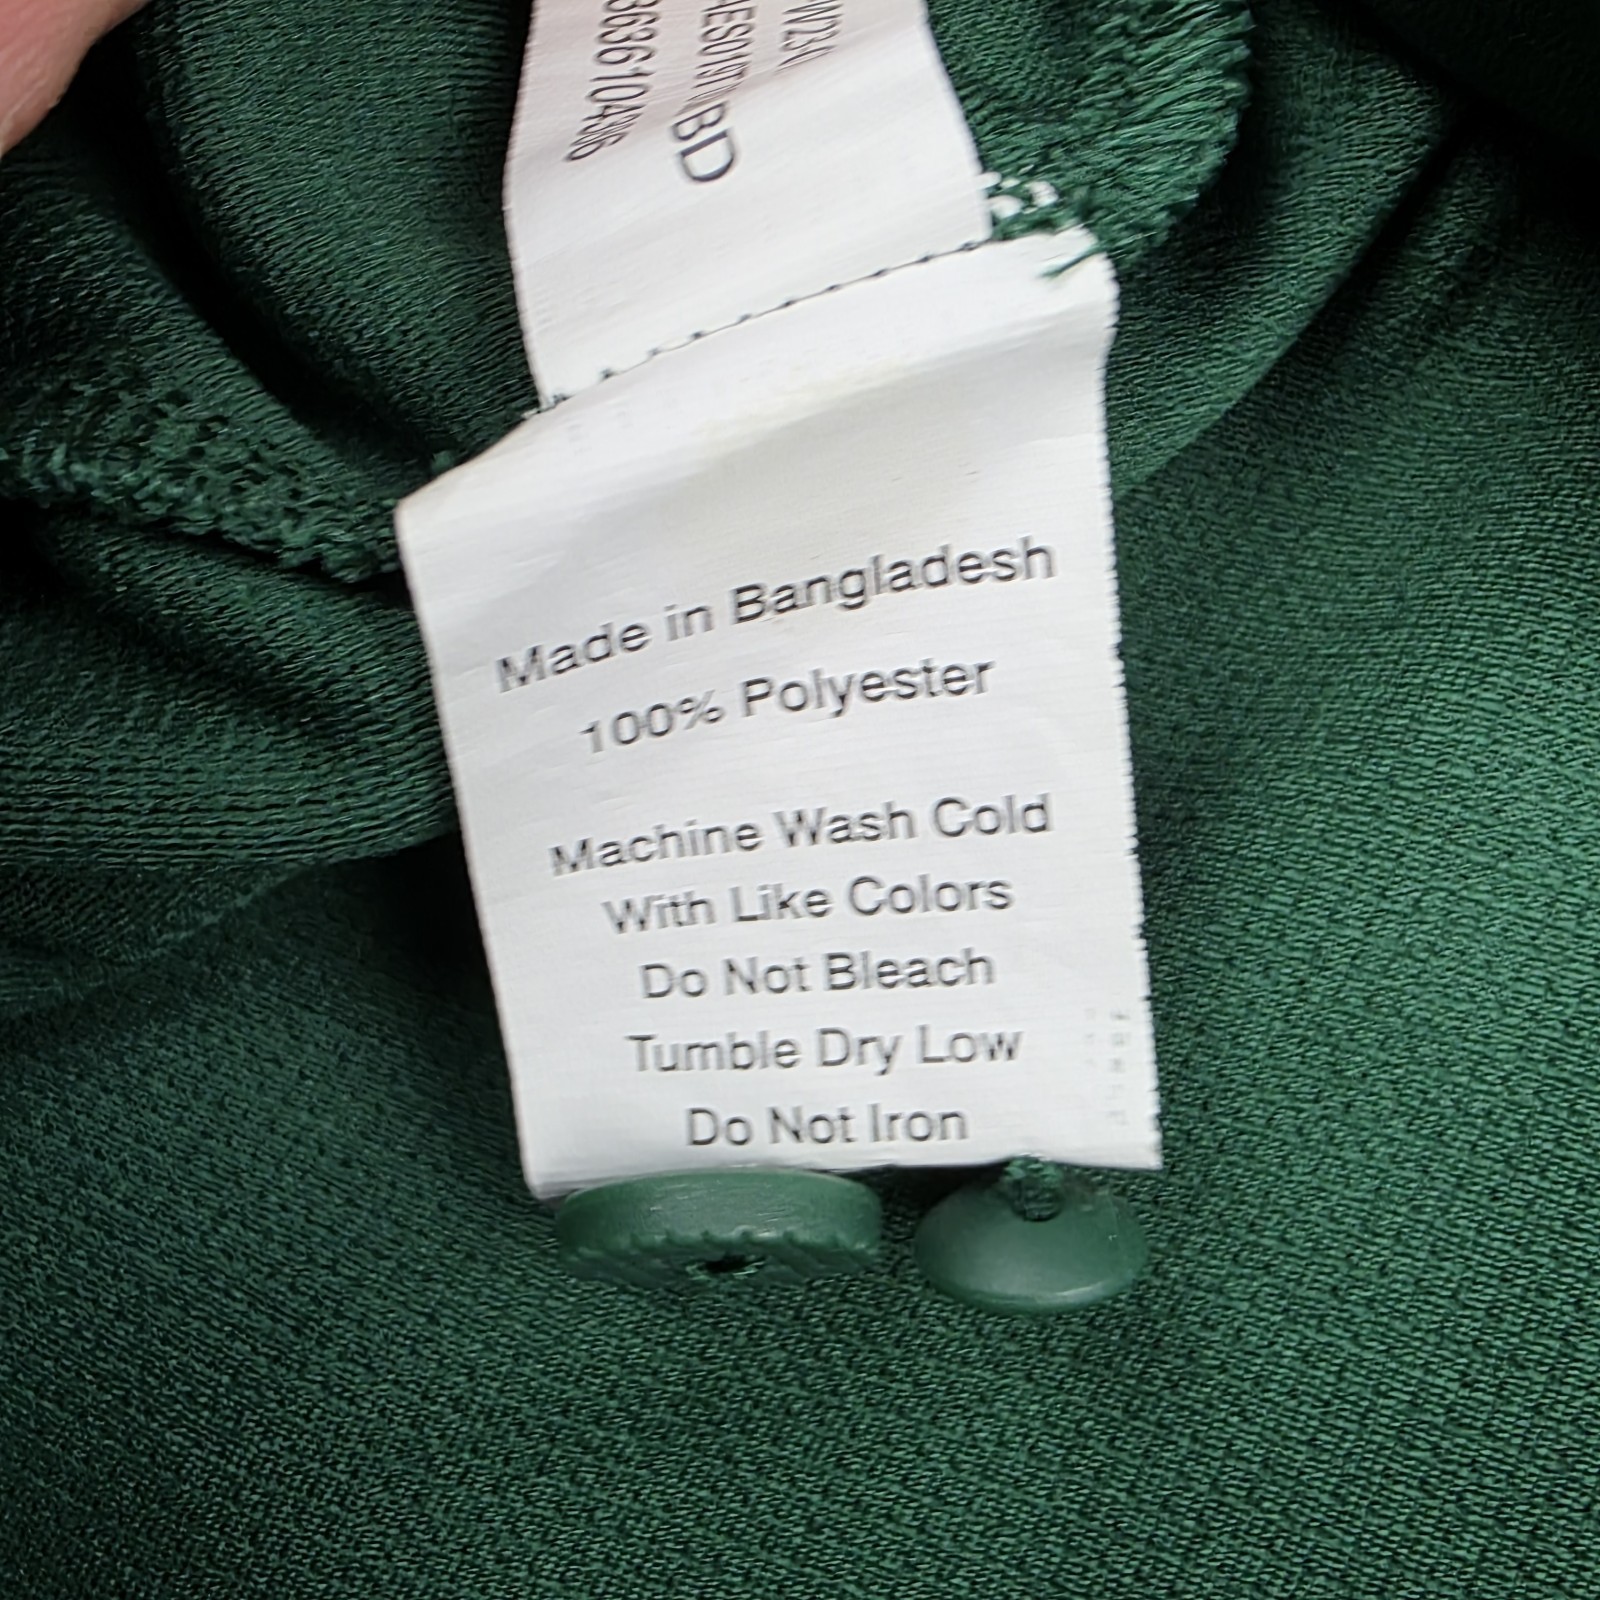 BD
Made in Bangladesh
100% Polyester
Machine Wash Cold
With Like Colors
Do Not Bleach
Tumble Dry Low
Do Not Iron